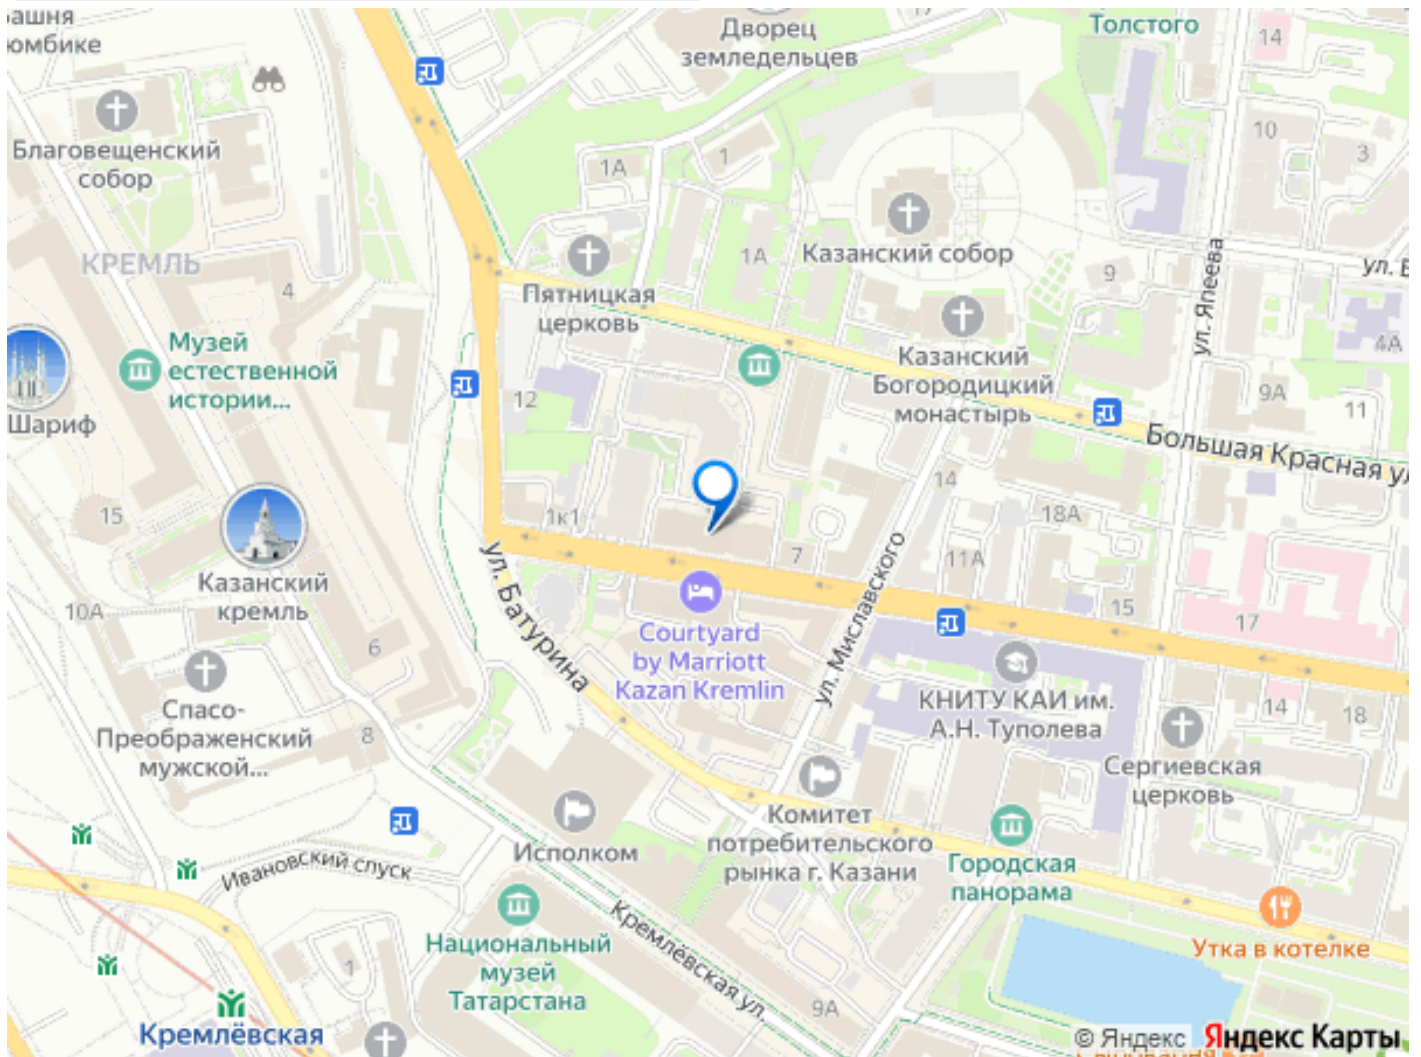 ашня
юмбике
Дворец
земледельцев
Толстого
14
10
3
Благовещенский
собор
1А
1
Казанский собор
1А
9
ул. Япеева
КРЕМЛЬ
4
Пятницкая
церковь
Музей
естественной
истории...
Казанский
Богородицкий
монастырь
4А
9А
11
12
Шариф
Большая Красная ул
14
15
1к1
18А
7
11А
Казанский
кремль
10А
6
ул. Батурина
Courtyard
by Marriott
Kazan Kremlin
ул. Миславского
15
17
КНИТУ КАИ им.
А.Н. Туполева
14
18
Спасо-
Преображенский
мужской...
8
Сергиевская
церковь
Исполком
Комитет
потребительского
рынка г. Казани
Городская
панорама
Ивановский спуск
Национальный
музей
Татарстана
Кремлёвская ул.
Утка в котелке
1
9А
Кремлёвская
© Яндекс Яндекс Карты